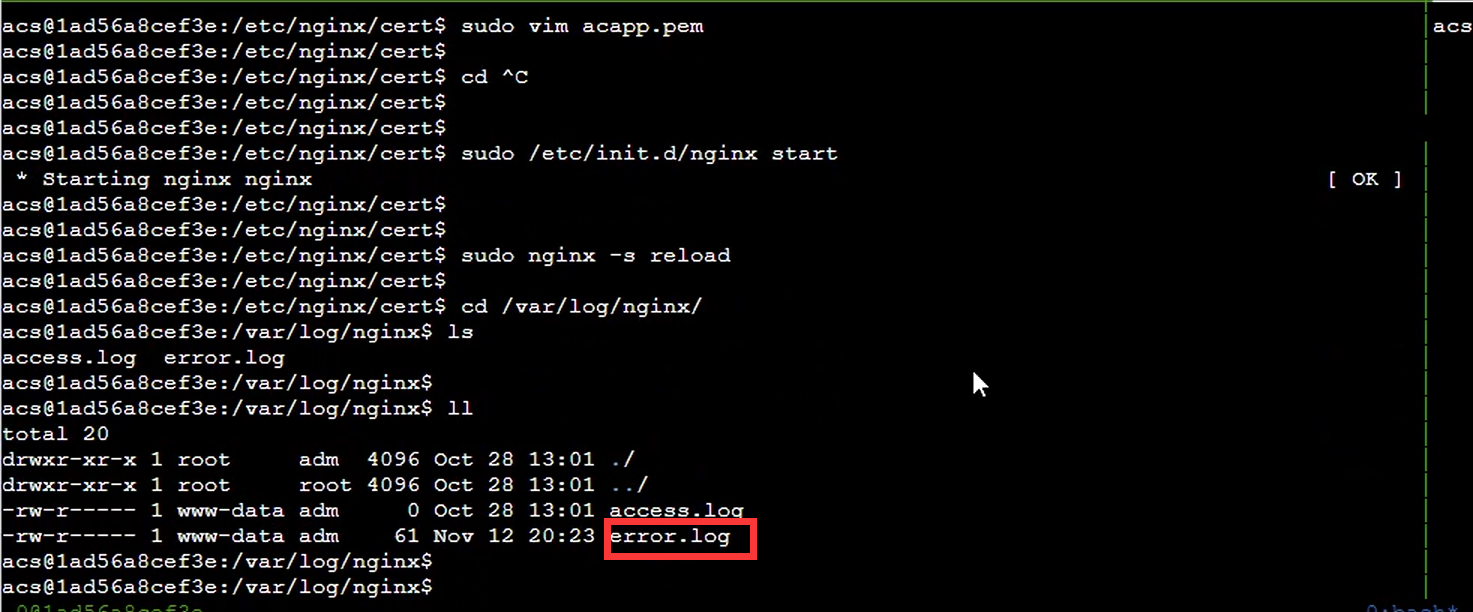 acs@1ad56a8cef3e:/etc/nginx/cert$ sudo vim acapp.pem
acs
acs@1ad56a8cef3e:/etc/nginx/cert$
acs@1ad56a8cef3e:/etc/nginx/cert$ cd ^C
acs@1ad56a8cef3e:/etc/nginx/cert$
acs@1ad56a8cef3e:/etc/nginx/cert$
acs@1ad56a8cef3e:/etc/nginx/cert$ sudo /etc/init.d/nginx start
 * Starting nginx nginx [ OK ]
acs@1ad56a8cef3e:/etc/nginx/cert$
acs@1ad56a8cef3e:/etc/nginx/cert$
acs@1ad56a8cef3e:/etc/nginx/cert$ sudo nginx -s reload
acs@1ad56a8cef3e:/etc/nginx/cert$
acs@1ad56a8cef3e:/etc/nginx/cert$ cd /var/log/nginx/
acs@1ad56a8cef3e:/var/log/nginx$ ls
access.log  error.log
acs@1ad56a8cef3e:/var/log/nginx$
acs@1ad56a8cef3e:/var/log/nginx$ ll
total 20
drwxr-xr-x 1 root     adm  4096 Oct 28 13:01 ./
drwxr-xr-x 1 root     root 4096 Oct 28 13:01 ../
-rw-r----- 1 www-data adm     0 Oct 28 13:01 access.log
-rw-r----- 1 www-data adm    61 Nov 12 20:23 error.log
acs@1ad56a8cef3e:/var/log/nginx$
acs@1ad56a8cef3e:/var/log/nginx$